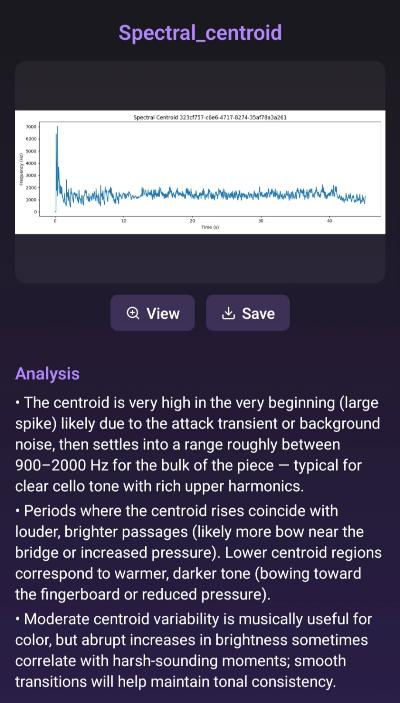 Spectral_centroid
Spectral Centroid 323cf757-c6e6-4717-8274-35af78a3a261
7000
6000
5000
4000
3000
2000
1000
0
Frequency (Hz)
0 10 20 30 40
Time (s)
View Save
Analysis
• The centroid is very high in the very beginning (large
spike) likely due to the attack transient or background
noise, then settles into a range roughly between
900–2000 Hz for the bulk of the piece — typical for
clear cello tone with rich upper harmonics.
• Periods where the centroid rises coincide with
louder, brighter passages (likely more bow near the
bridge or increased pressure). Lower centroid regions
correspond to warmer, darker tone (bowing toward
the fingerboard or reduced pressure).
• Moderate centroid variability is musically useful for
color, but abrupt increases in brightness sometimes
correlate with harsh-sounding moments; smooth
transitions will help maintain tonal consistency.